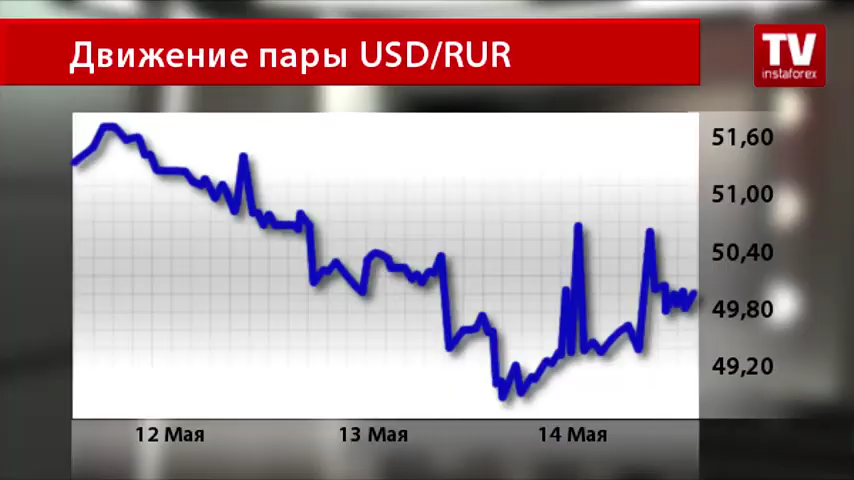 Движение пары USD/RUR
TV
instaforex
51,60
51,00
50,40
49,80
49,20
12 Мая
13 Мая
14 Мая